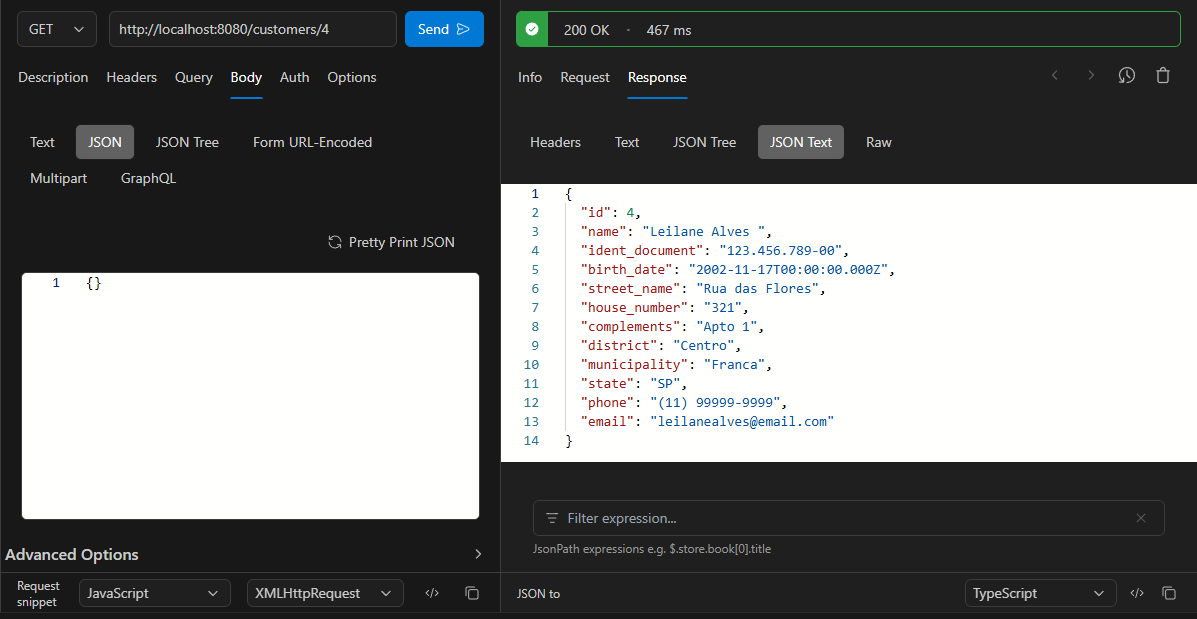 GET
http://localhost:8080/customers/4
Send
Description Headers Query Body Auth Options
Text JSON JSON Tree Form URL-Encoded
Multipart GraphQL
Pretty Print JSON
1 {}
Advanced Options
Request snippet
JavaScript
XMLHttpRequest
</>
200 OK · 467 ms
Info Request Response
Headers Text JSON Tree JSON Text Raw
1 {
2 "id": 4,
3 "name": "Leilane Alves ",
4 "ident_document": "123.456.789-00",
5 "birth_date": "2002-11-17T00:00:00.000Z",
6 "street_name": "Rua das Flores",
7 "house_number": "321",
8 "complements": "Apto 1",
9 "district": "Centro",
10 "municipality": "Franca",
11 "state": "SP",
12 "phone": "(11) 99999-9999",
13 "email": "leilanealves@email.com"
14 }
Filter expression...
JsonPath expressions e.g. $.store.book[0].title
JSON to
TypeScript
</>